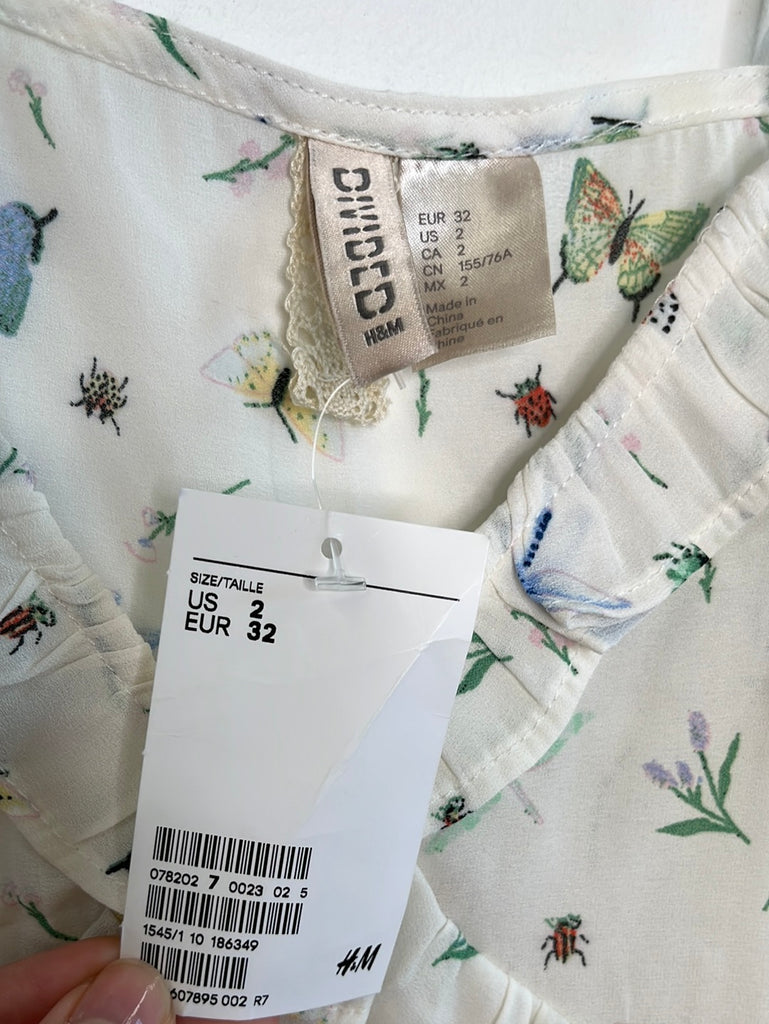 DIVIDED
H&M
EUR 32
US 2
CA 2
CN 155/76A
MX 2
Made in
China
Fabriqué en
hine
SIZE/TAILLE
US 2
EUR 32
078202 7 0023 02 5
1545/1 10 186349
607895 002 R7
H&M